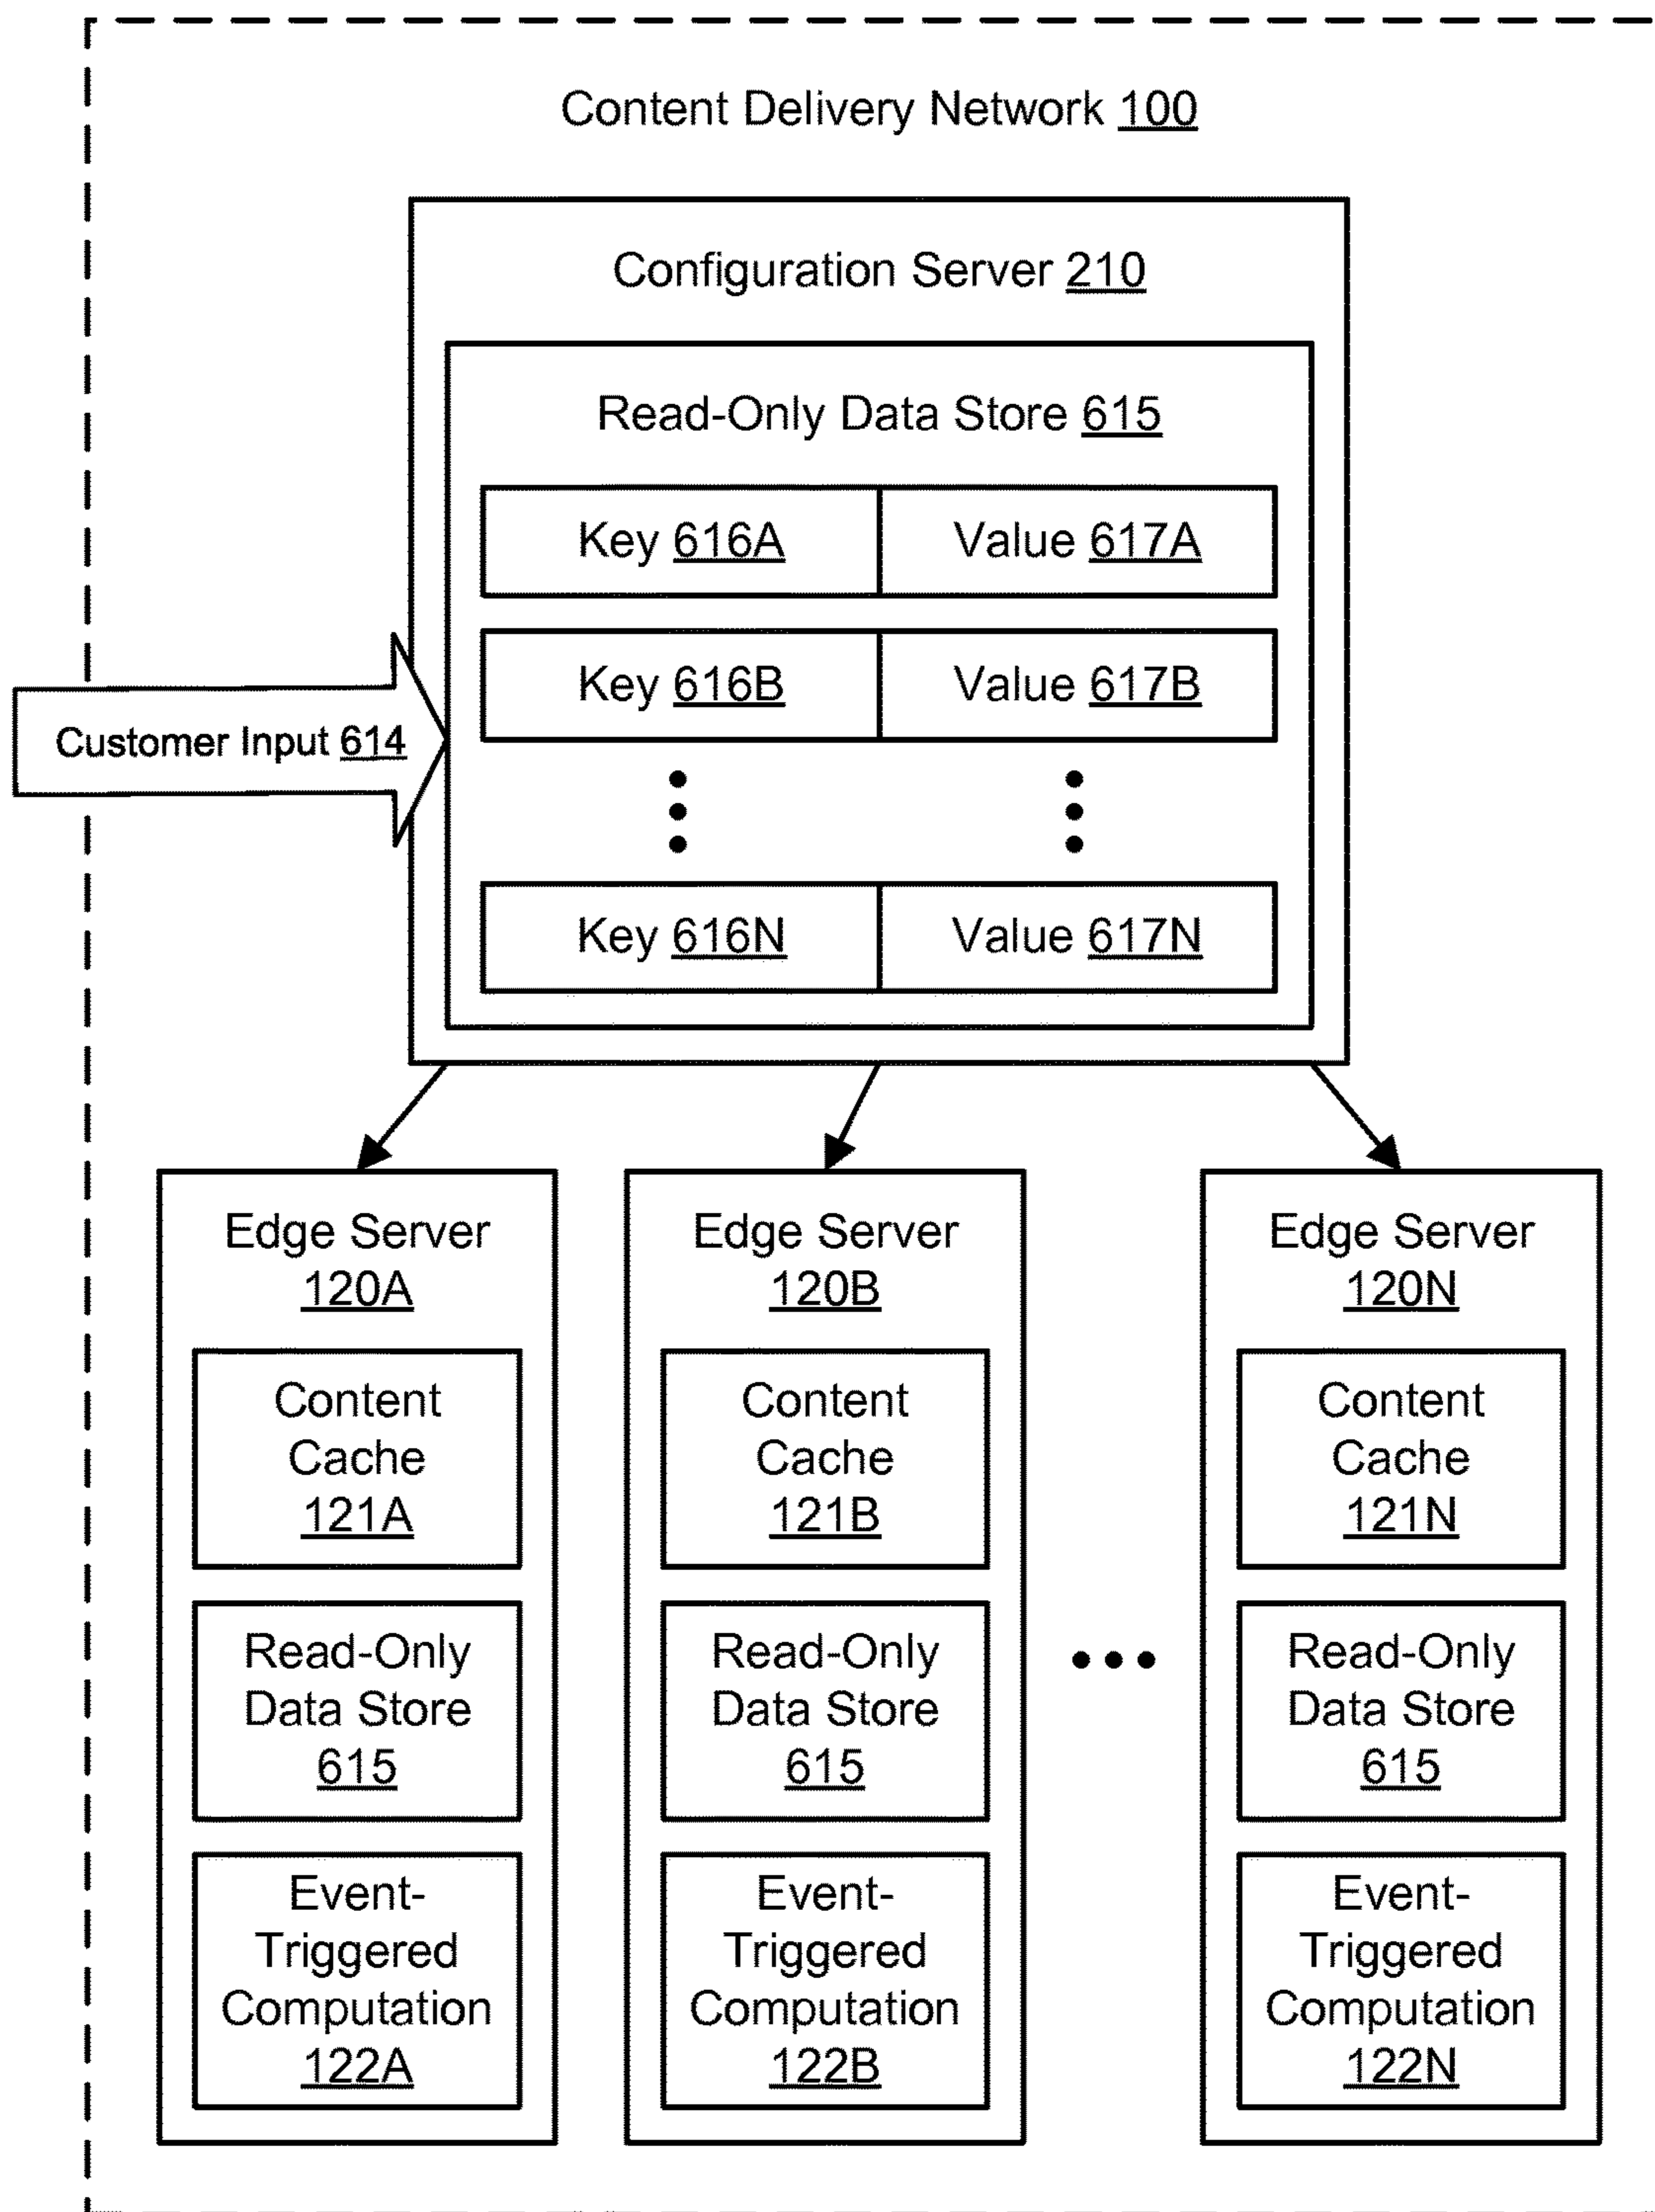 Content Delivery Network 100
Configuration Server 210
Read-Only Data Store 615
Key 616A
Value 617A
Key 616B
Value 617B
Customer Input 614
Key 616N
Value 617N
Edge Server
120A
Content
Cache
121A
Read-Only
Data Store
615
Event-
Triggered
Computation
122A
Edge Server
120B
Content
Cache
121B
Read-Only
Data Store
615
Event-
Triggered
Computation
122B
Edge Server
120N
Content
Cache
121N
Read-Only
Data Store
615
Event-
Triggered
Computation
122N